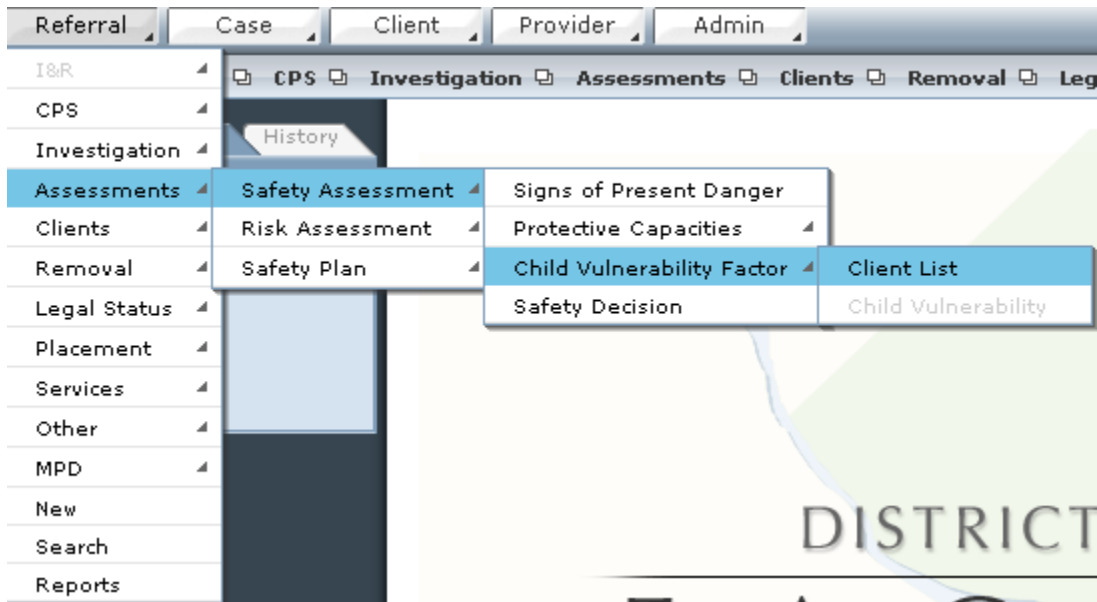 Referral Case Client Provider Admin
I&R
CPS Investigation Assessments Clients Removal Leg
CPS
History
Investigation
Assessments Safety Assessment Signs of Present Danger
Clients Risk Assessment Protective Capacities
Removal Safety Plan Child Vulnerability Factor Client List
Legal Status Safety Decision Child Vulnerability
Placement
Services
Other
MPD
New
DISTRICT
Search
Reports